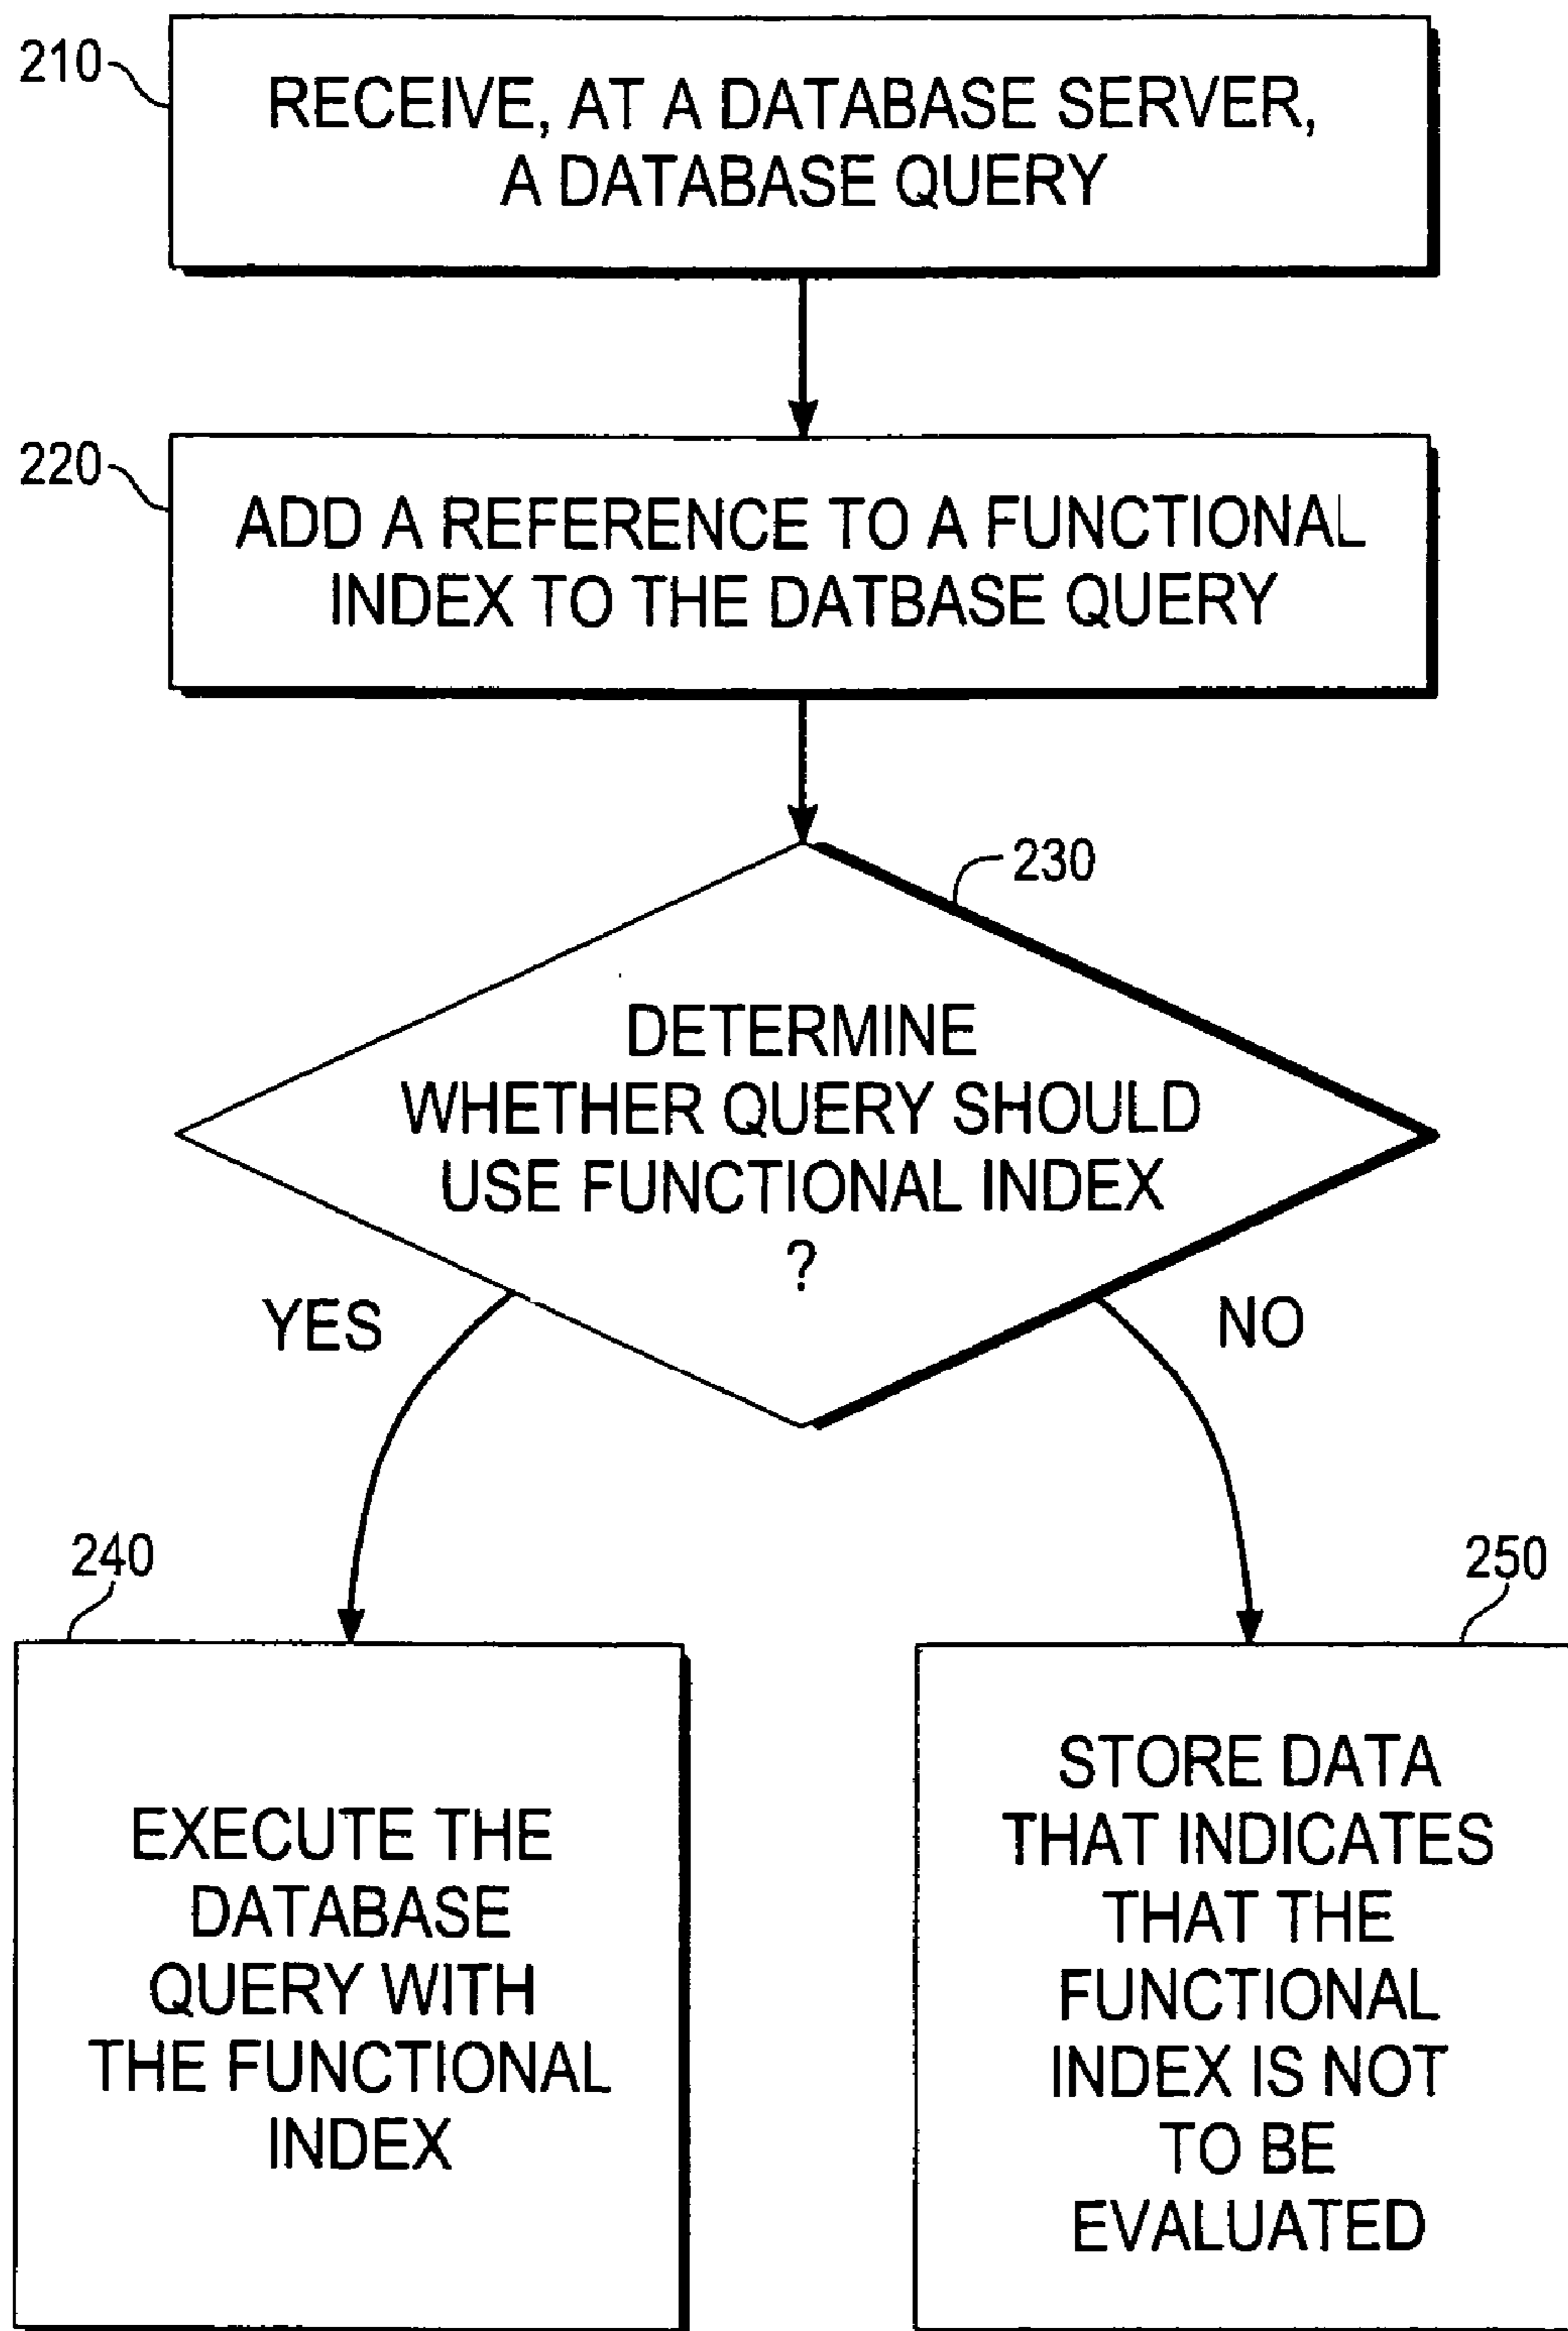 210
RECEIVE, AT A DATABASE SERVER,
A DATABASE QUERY
220
ADD A REFERENCE TO A FUNCTIONAL
INDEX TO THE DATBASE QUERY
230
DETERMINE
WHETHER QUERY SHOULD
USE FUNCTIONAL INDEX
?
YES
NO
240
EXECUTE THE
DATABASE
QUERY WITH
THE FUNCTIONAL
INDEX
250
STORE DATA
THAT INDICATES
THAT THE
FUNCTIONAL
INDEX IS NOT
TO BE
EVALUATED